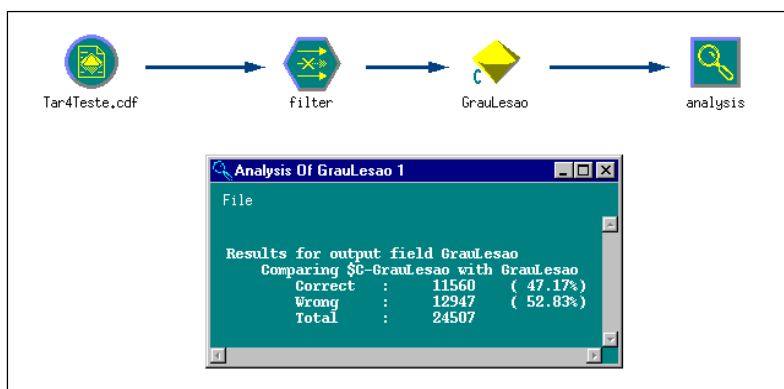 C
Tar4Teste.cdf
filter
GrauLesao
analysis
Analysis Of GrauLesao 1
File
Results for output field GrauLesao
Comparing $C-GrauLesao with GrauLesao
Correct : 11560 ( 47.17%)
Wrong : 12947 ( 52.83%)
Total : 24507